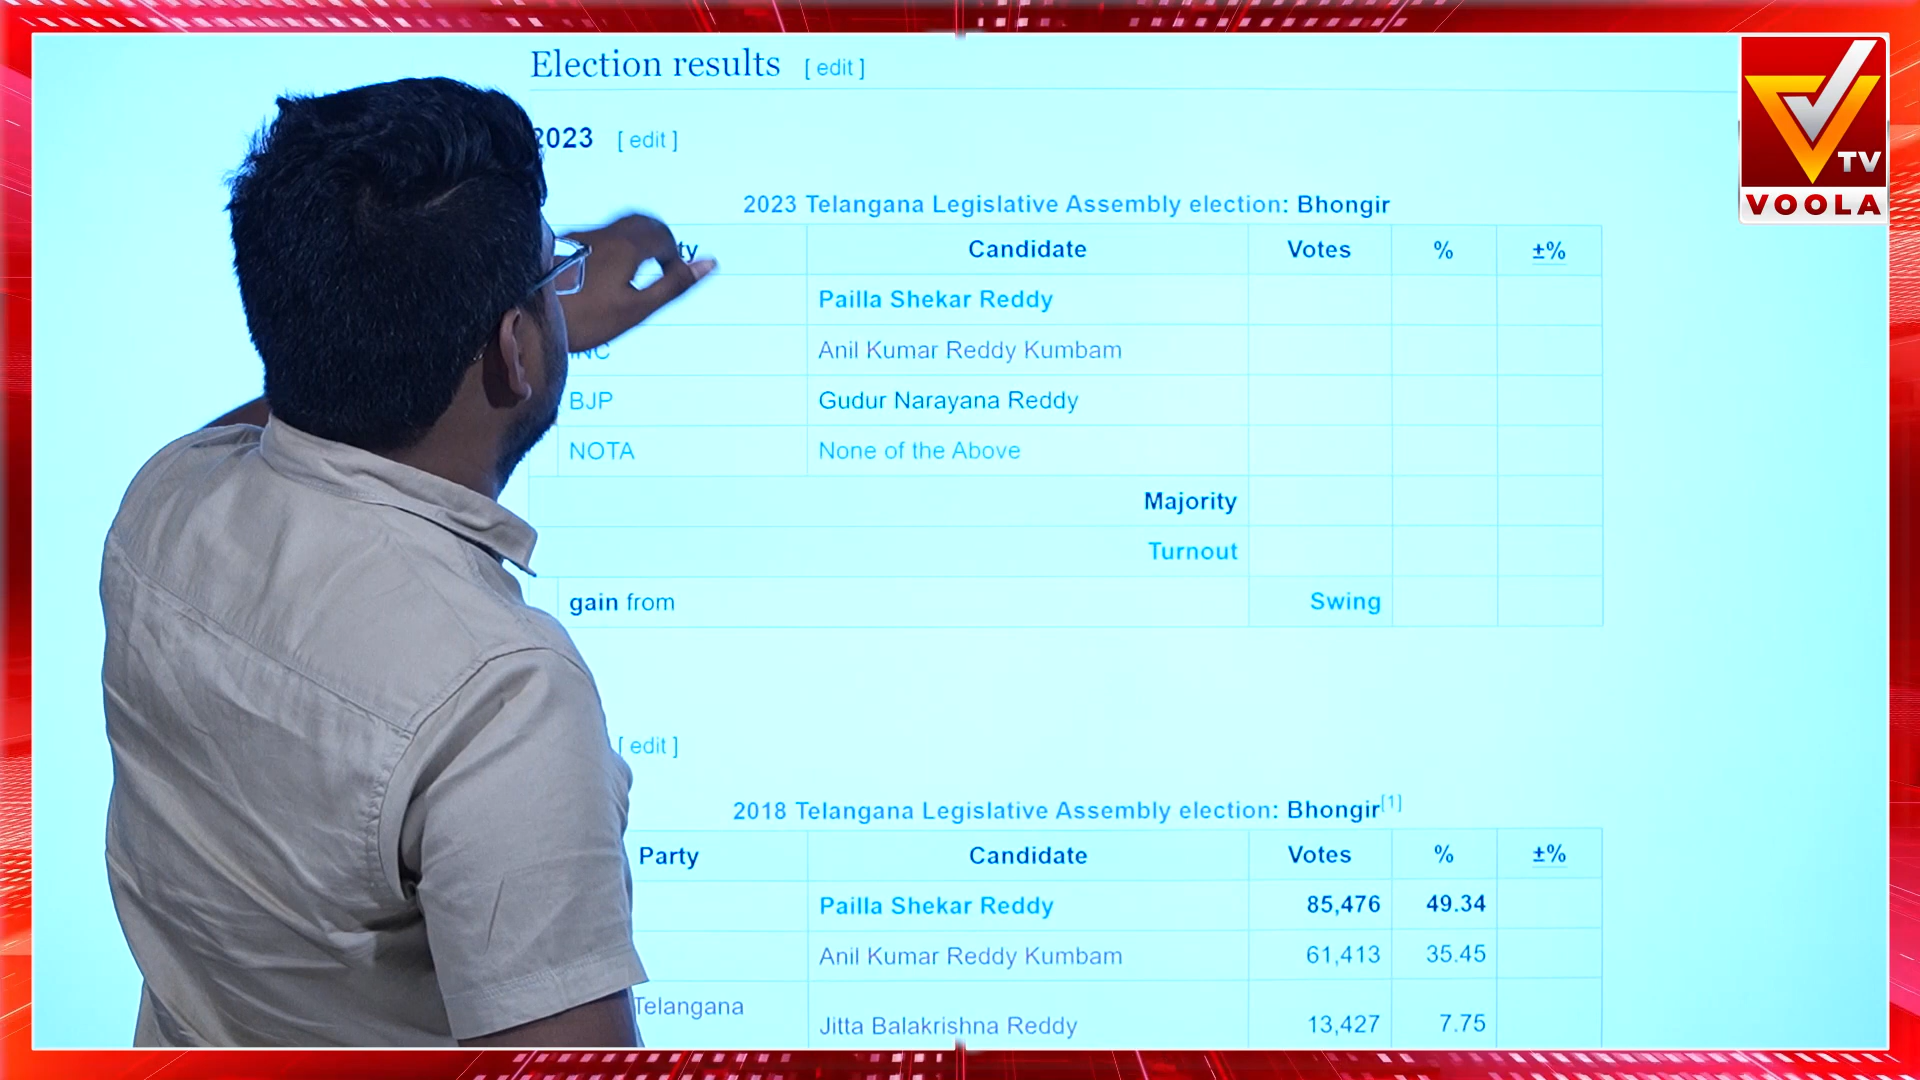 Election results [ edit ]
2023 [ edit ]
TV
VOOLA
2023 Telangana Legislative Assembly election: Bhongir
Candidate Votes % ±%
Pailla Shekar Reddy
INC Anil Kumar Reddy Kumbam
BJP Gudur Narayana Reddy
NOTA None of the Above
Majority
Turnout
gain from Swing
[ edit ]
2018 Telangana Legislative Assembly election: Bhongir[1]
Party Candidate Votes % ±%
Pailla Shekar Reddy 85,476 49.34
Anil Kumar Reddy Kumbam 61,413 35.45
Telangana
Jitta Balakrishna Reddy 13,427 7.75